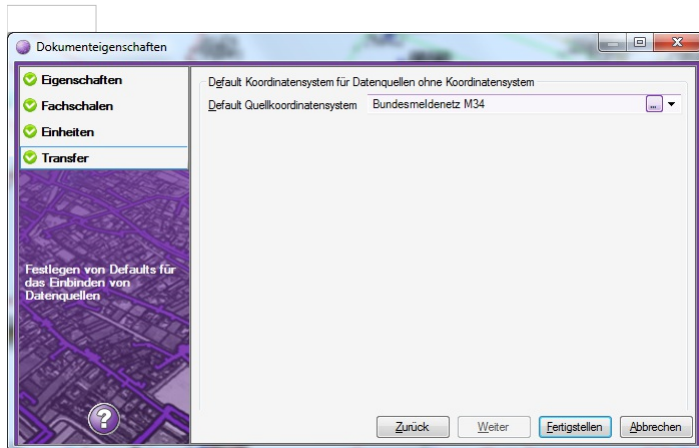 Dokumenteigenschaften
Eigenschaften
Fachschalen
Einheiten
Transfer
Festlegen von Defaults für
das Einbinden von
Datenquellen
?
Default Koordinatensystem für Datenquellen ohne Koordinatensystem
Default Quellkoordinatensystem Bundesmeldenetz M34 ...
Zurück Weiter Fertigstellen Abbrechen